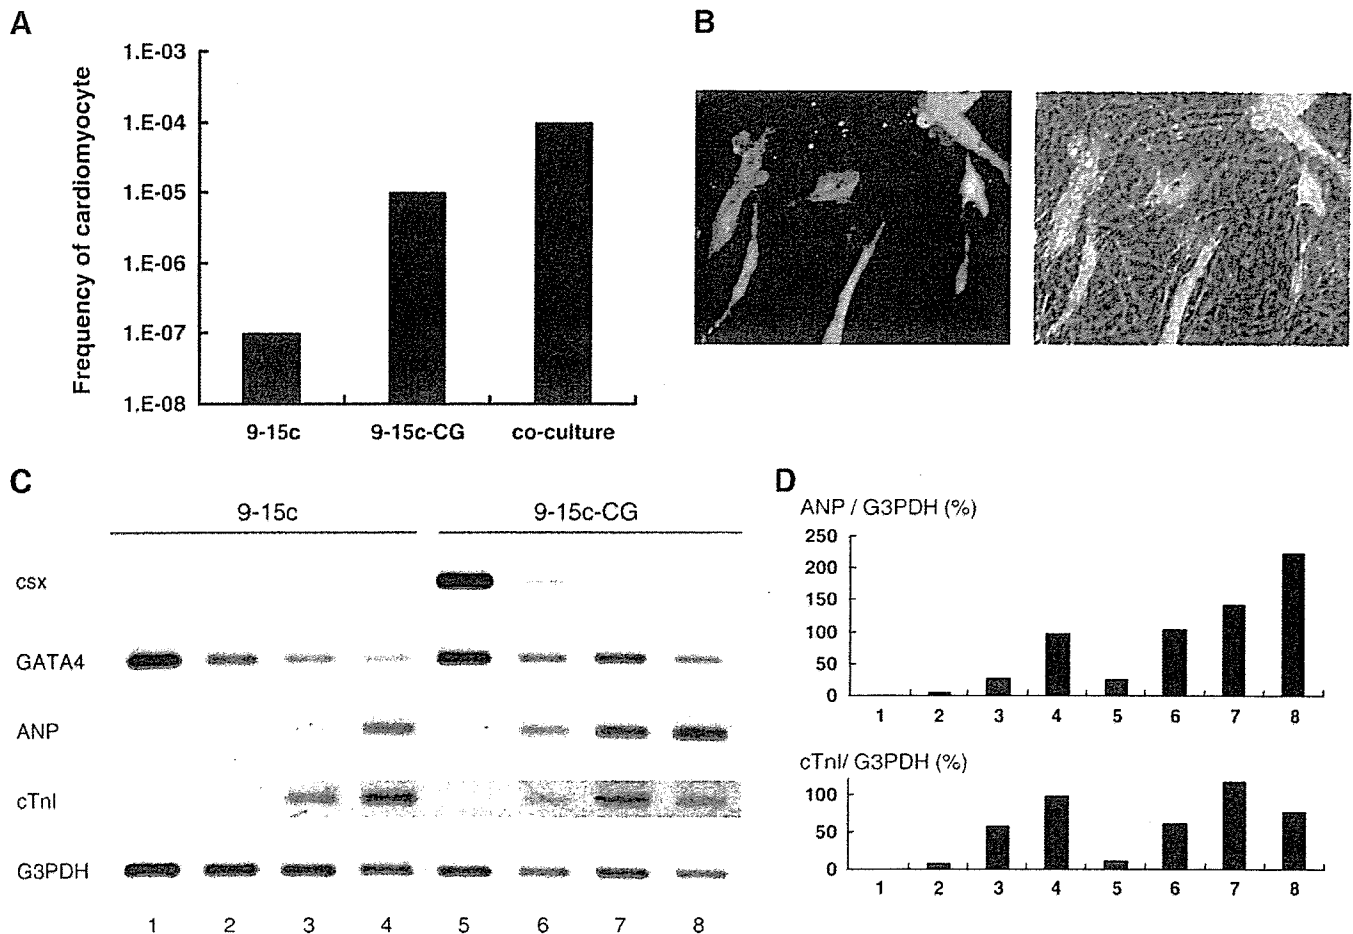 A
Frequency of cardiomyocyte
1.E-03
1.E-04
1.E-05
1.E-06
1.E-07
1.E-08
9-15c 9-15c-CG co-culture
B
C
9-15c 9-15c-CG
csx
GATA4
ANP
cTnI
G3PDH
1 2 3 4 5 6 7 8
D
ANP / G3PDH (%)
250
200
150
100
50
0
1 2 3 4 5 6 7 8
cTnI/ G3PDH (%)
100
50
0
1 2 3 4 5 6 7 8